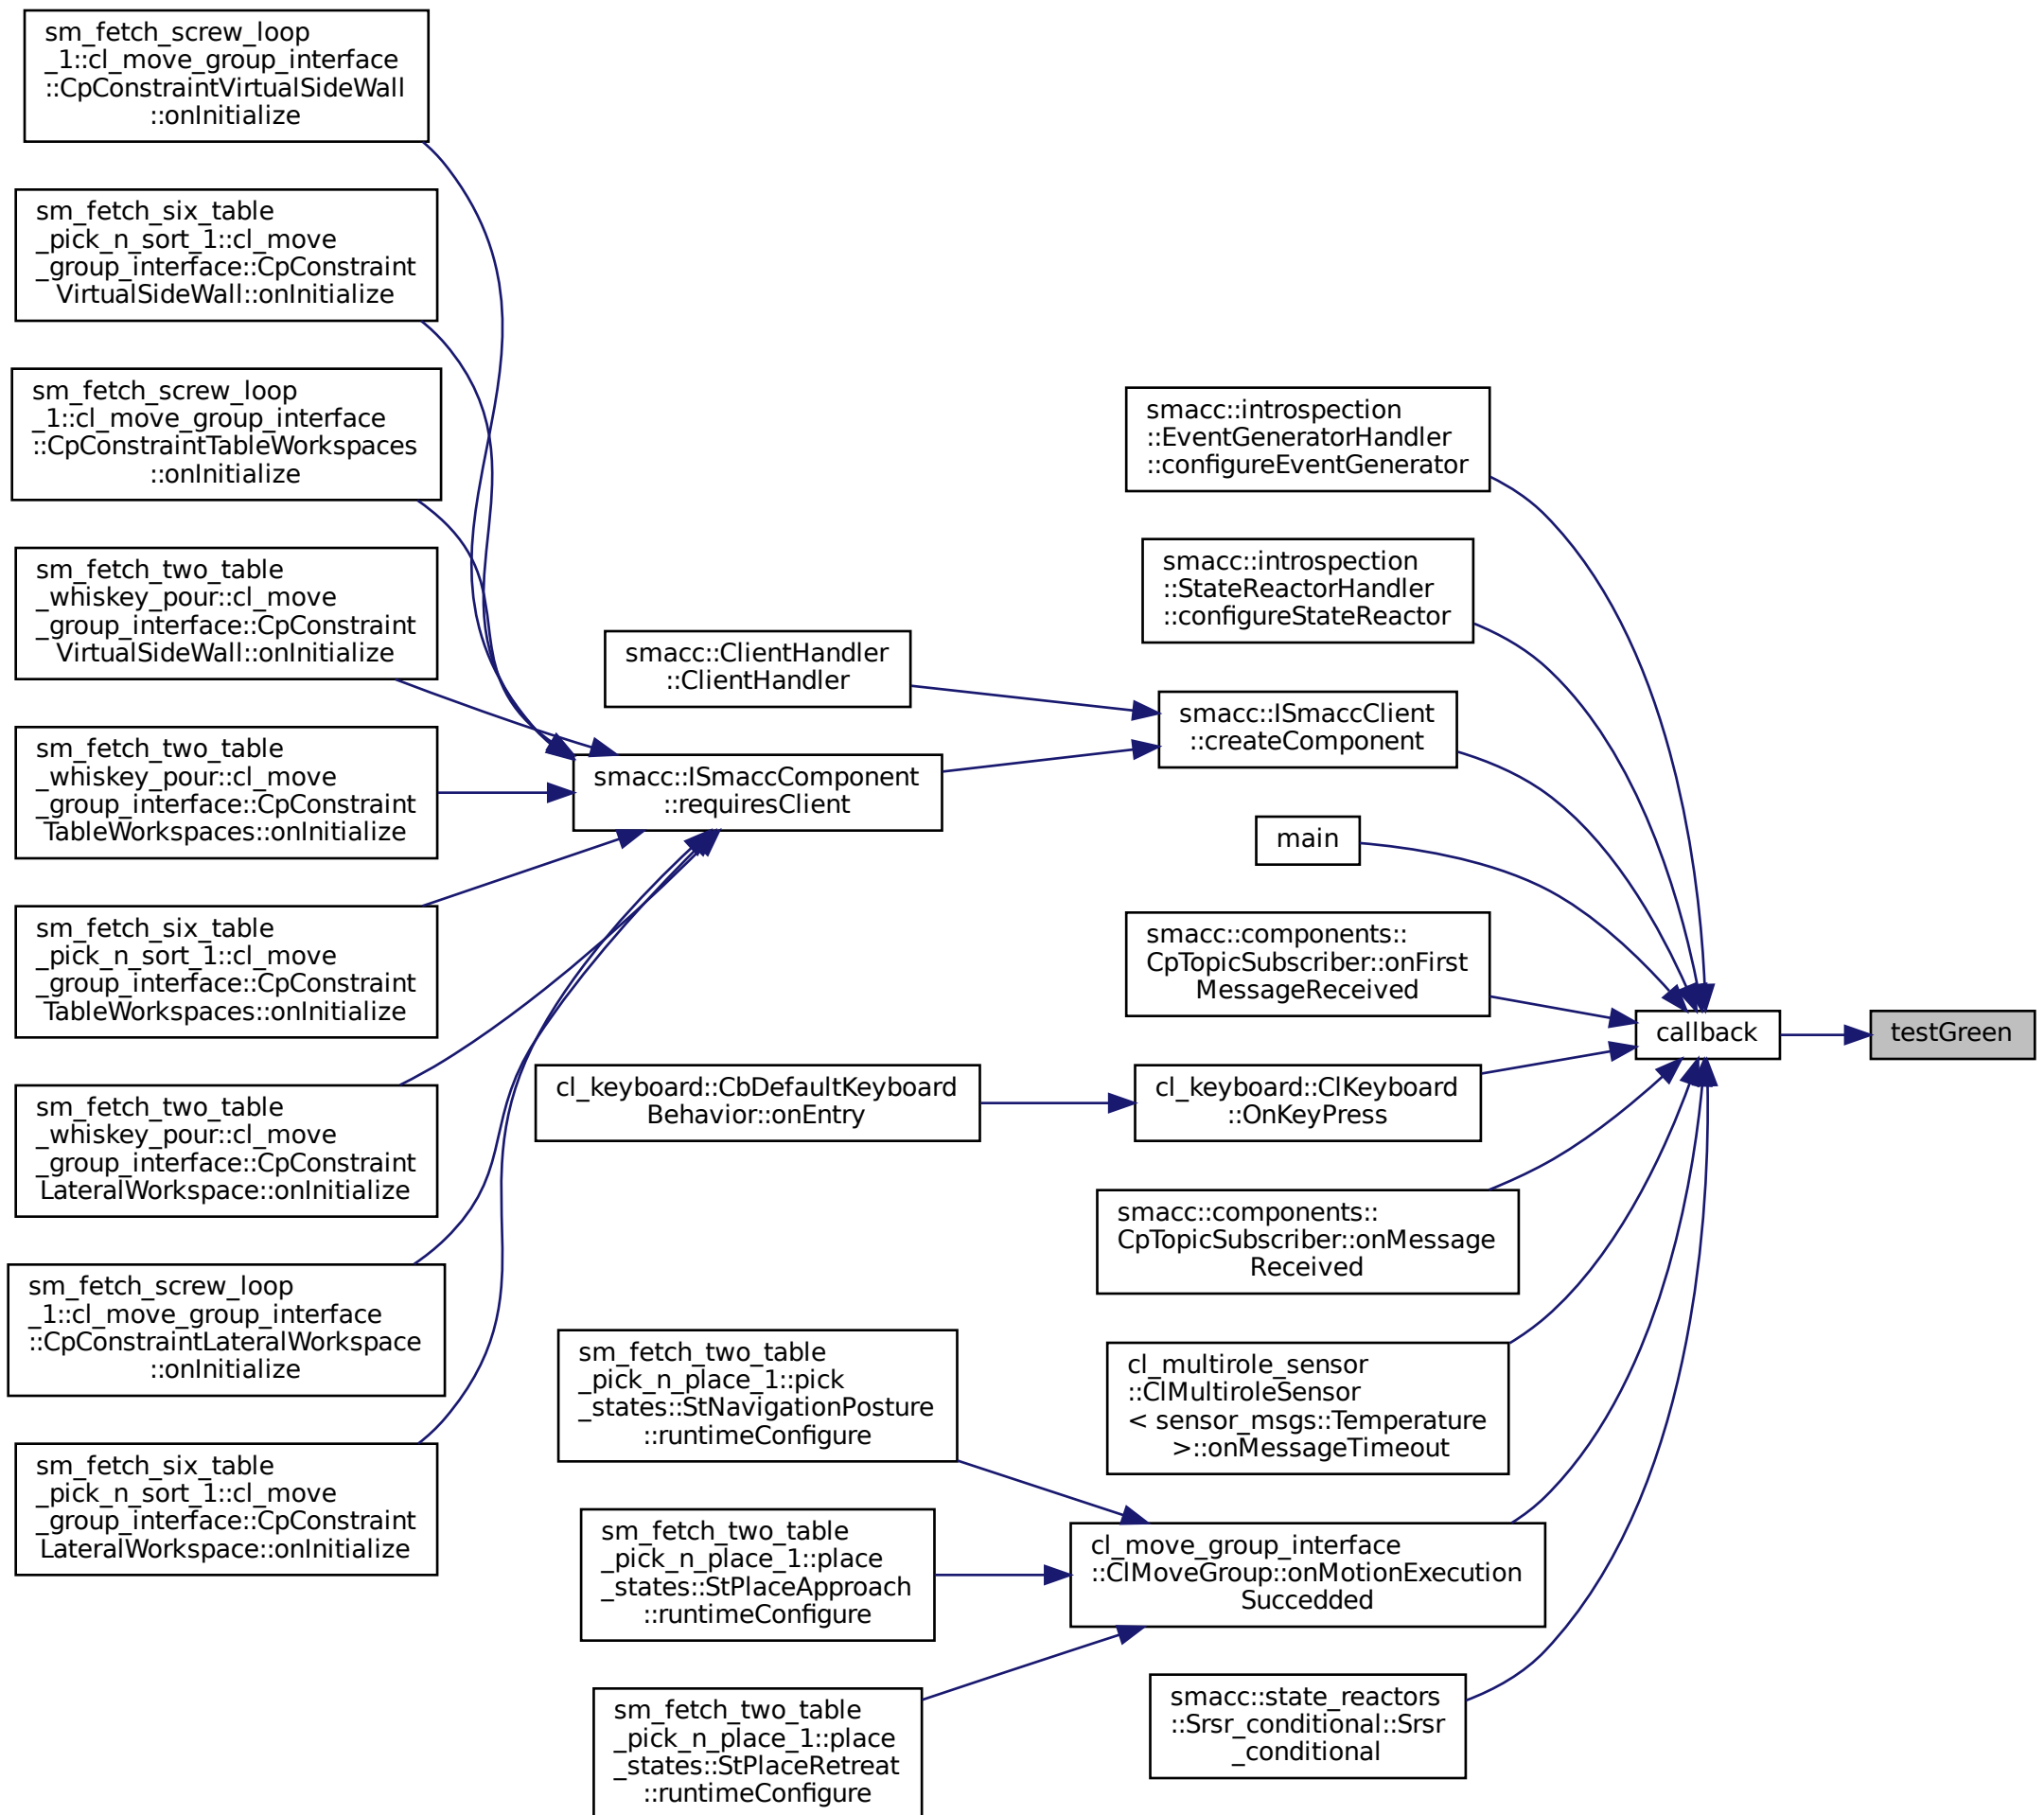 sm_fetch_screw_loop
_1::cl_move_group_interface
::CpConstraintVirtualSideWall
::onInitialize
sm_fetch_six_table
_pick_n_sort_1::cl_move
_group_interface::CpConstraint
VirtualSideWall::onInitialize
sm_fetch_screw_loop
_1::cl_move_group_interface
::CpConstraintTableWorkspaces
::onInitialize
sm_fetch_two_table
_whiskey_pour::cl_move
_group_interface::CpConstraint
VirtualSideWall::onInitialize
sm_fetch_two_table
_whiskey_pour::cl_move
_group_interface::CpConstraint
TableWorkspaces::onInitialize
sm_fetch_six_table
_pick_n_sort_1::cl_move
_group_interface::CpConstraint
TableWorkspaces::onInitialize
sm_fetch_two_table
_whiskey_pour::cl_move
_group_interface::CpConstraint
LateralWorkspace::onInitialize
sm_fetch_screw_loop
_1::cl_move_group_interface
::CpConstraintLateralWorkspace
::onInitialize
sm_fetch_six_table
_pick_n_sort_1::cl_move
_group_interface::CpConstraint
LateralWorkspace::onInitialize
smacc::ClientHandler
::ClientHandler
smacc::ISmaccComponent
::requiresClient
cl_keyboard::CbDefaultKeyboard
Behavior::onEntry
sm_fetch_two_table
_pick_n_place_1::pick
_states::StNavigationPosture
::runtimeConfigure
sm_fetch_two_table
_pick_n_place_1::place
_states::StPlaceApproach
::runtimeConfigure
sm_fetch_two_table
_pick_n_place_1::place
_states::StPlaceRetreat
::runtimeConfigure
smacc::introspection
::EventGeneratorHandler
::configureEventGenerator
smacc::introspection
::StateReactorHandler
::configureStateReactor
smacc::ISmaccClient
::createComponent
main
smacc::components::
CpTopicSubscriber::onFirst
MessageReceived
cl_keyboard::ClKeyboard
::OnKeyPress
smacc::components::
CpTopicSubscriber::onMessage
Received
cl_multirole_sensor
::ClMultiroleSensor
< sensor_msgs::Temperature
>::onMessageTimeout
cl_move_group_interface
::ClMoveGroup::onMotionExecution
Succedded
smacc::state_reactors
::Srsr_conditional::Srsr
_conditional
callback
testGreen